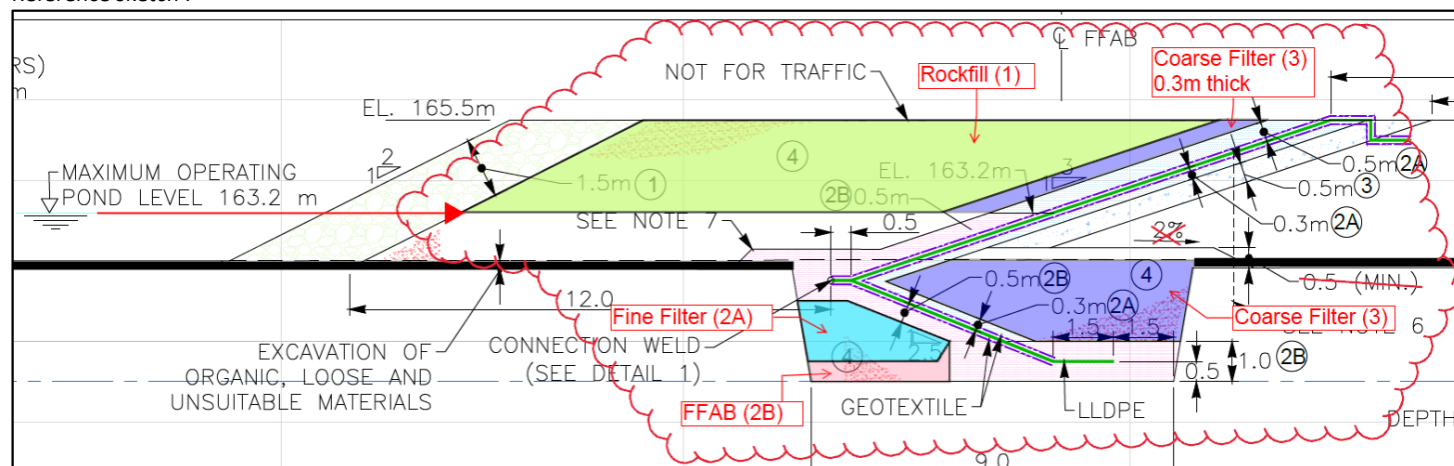 RS)
m
℄ FFAB
NOT FOR TRAFFIC
Rockfill (1)
Coarse Filter (3)
0.3m thick
EL. 165.5m
2
1
4
MAXIMUM OPERATING
POND LEVEL 163.2 m
1.5m 1
EL. 163.2m
3
1
0.5m 2A
2B 0.5m
0.5m 3
SEE NOTE 7
0.5
0.3m 2A
2%
0.5m 2B
4
0.5 (MIN.)
12.0
0.3m 2A
Fine Filter (2A)
Coarse Filter (3)
SEE NOTE 6
1.5
1.5
EXCAVATION OF
ORGANIC, LOOSE AND
UNSUITABLE MATERIALS
CONNECTION WELD
(SEE DETAIL 1)
1
2.5
4
0.5
1.0 2B
FFAB (2B)
GEOTEXTILE
LLDPE
DEPTH
9.0